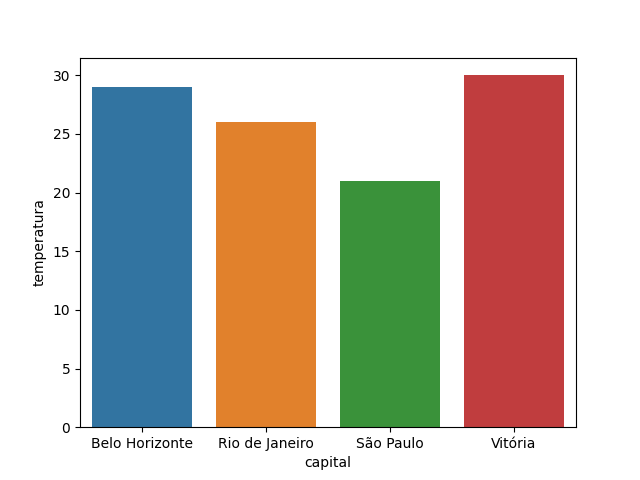 30
25
20
15
10
5
0
temperatura
Belo Horizonte
Rio de Janeiro
São Paulo
Vitória
capital